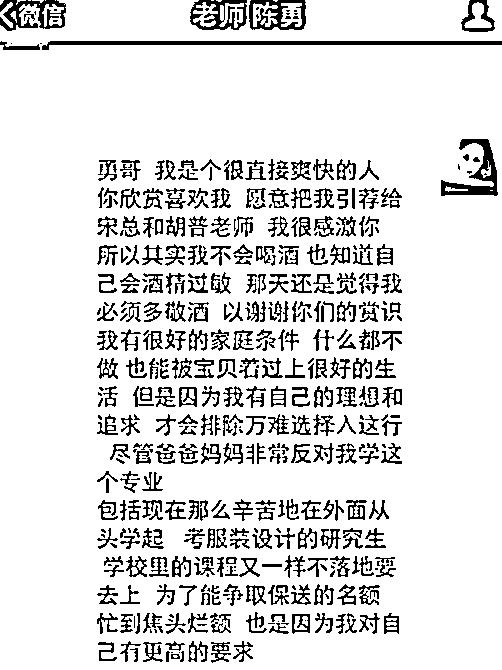 微信
老师 陈勇
勇哥 我是个很直接爽快的人
你欣赏喜欢我 愿意把我引荐给
宋总和胡普老师 我很感激你
所以其实我不会喝酒 也知道自
己会酒精过敏 那天还是觉得我
必须多敬酒 以谢谢你们的赏识
我有很好的家庭条件 什么都不
做 也能被宝贝着过上很好的生
活 但是因为我有自己的理想和
追求 才会排除万难选择入这行
尽管爸爸妈妈非常反对我学这
个专业
包括现在那么辛苦地在外面从
头学起 考服装设计的研究生
学校里的课程又一样不落地要
去上 为了能争取保送的名额
忙到焦头烂额 也是因为我对自
己有更高的要求